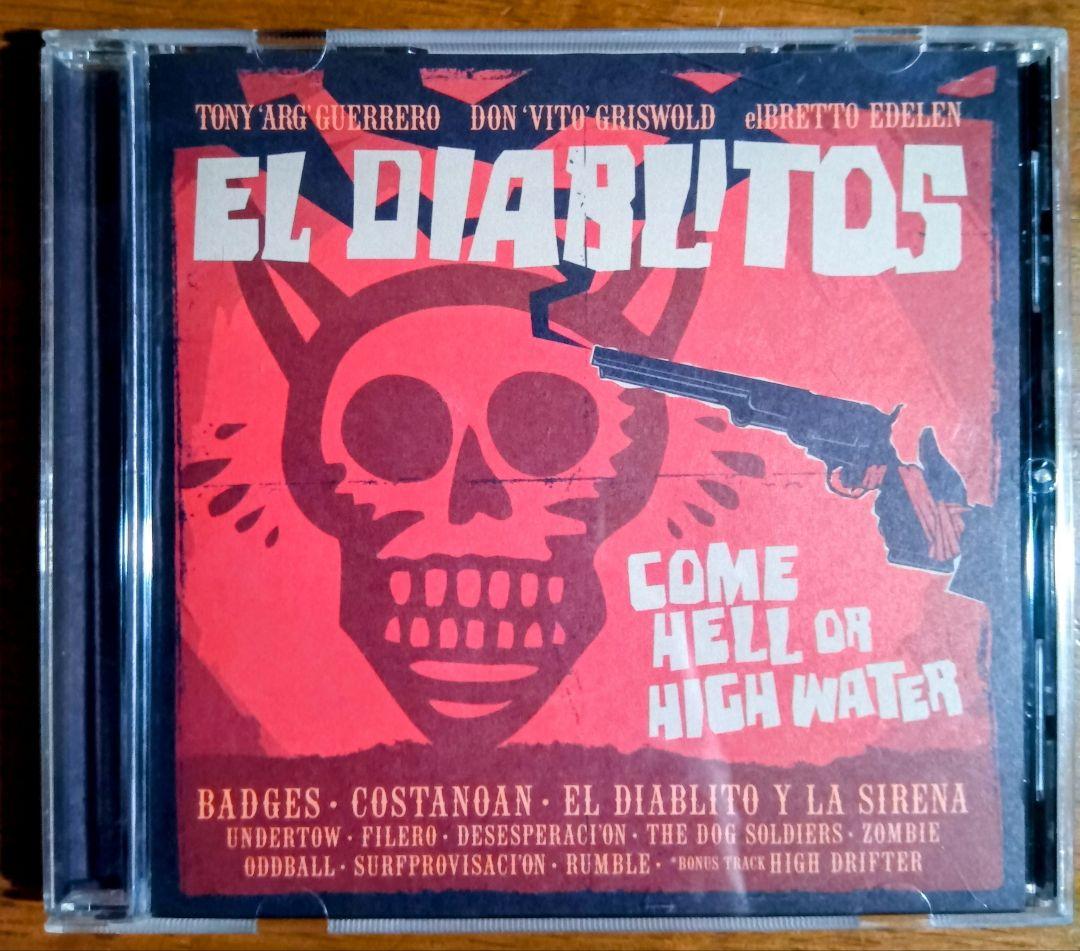 TONY 'ARG' GUERRERO DON 'VITO' GRISWOLD elBRETTO EDELEN
EL DIABLITOS
COME
HELL OR
HIGH WATER
BADGES · COSTANOAN · EL DIABLITO Y LA SIRENA
UNDERTOW · FILERO · DESESPERACI'ON · THE DOG SOLDIERS · ZOMBIE
ODDBALL · SURFPROVISACI'ON · RUMBLE · *BONUS TRACK HIGH DRIFTER